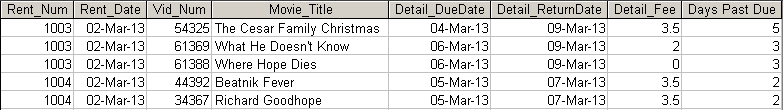 Rent_Num Rent_Date Vid_Num Movie_Title Detail_DueDate Detail_ReturnDate Detail_Fee Days Past Due
1003 02-Mar-13 54325 The Cesar Family Christmas 04-Mar-13 09-Mar-13 3.5 5
1003 02-Mar-13 61369 What He Doesn't Know 06-Mar-13 09-Mar-13 2 3
1003 02-Mar-13 61388 Where Hope Dies 06-Mar-13 09-Mar-13 0 3
1004 02-Mar-13 44392 Beatnik Fever 05-Mar-13 07-Mar-13 3.5 2
1004 02-Mar-13 34367 Richard Goodhope 05-Mar-13 07-Mar-13 3.5 2